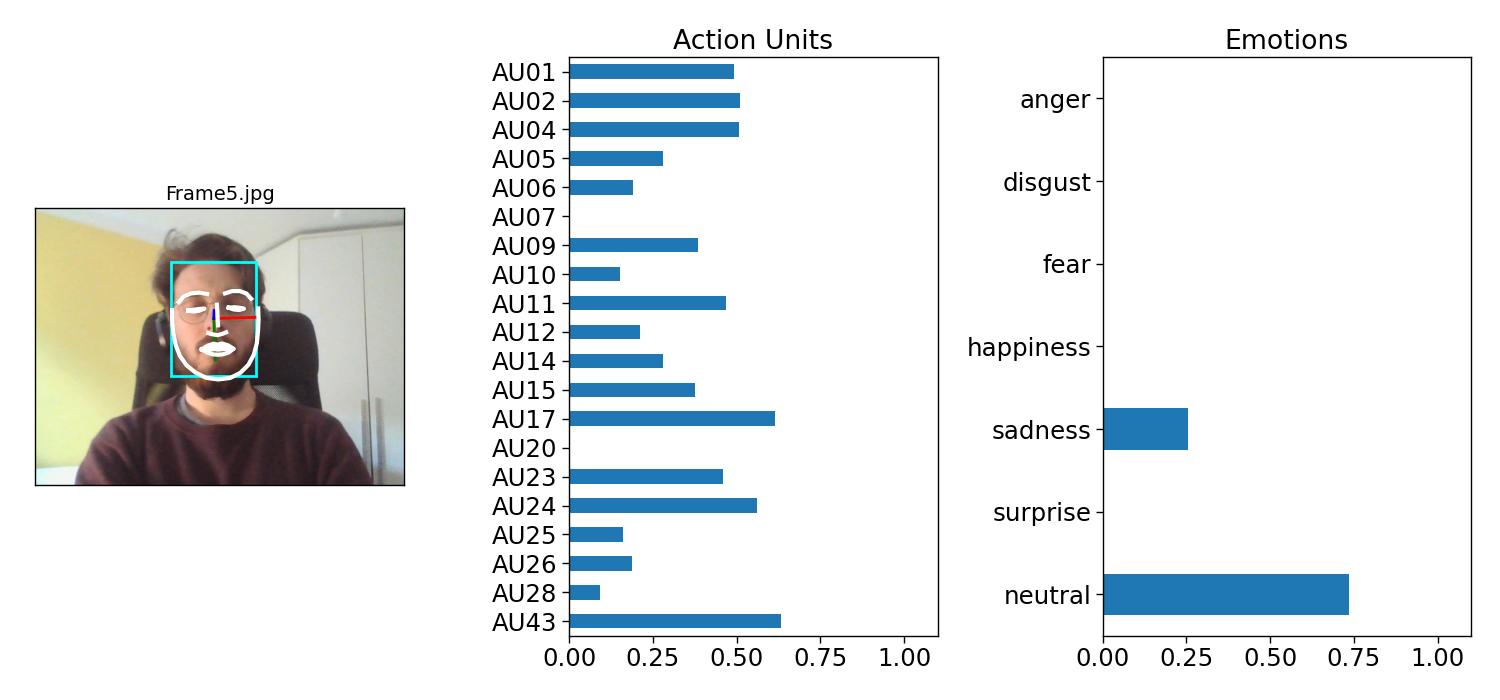 Frame5.jpg
Action Units
AU01
AU02
AU04
AU05
AU06
AU07
AU09
AU10
AU11
AU12
AU14
AU15
AU17
AU20
AU23
AU24
AU25
AU26
AU28
AU43
0.00 0.25 0.50 0.75 1.00
Emotions
anger
disgust
fear
happiness
sadness
surprise
neutral
0.00 0.25 0.50 0.75 1.00